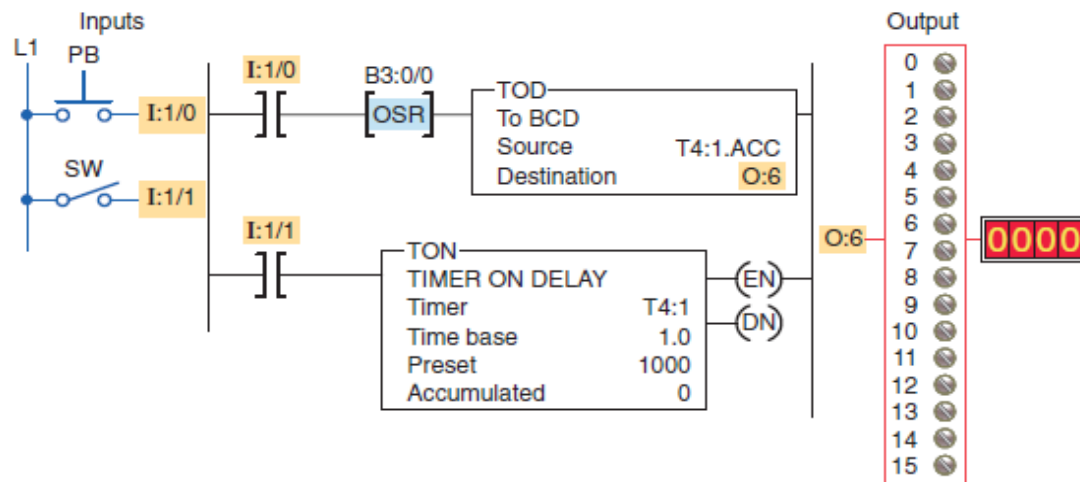 Inputs
L1
PB
I:1/0
SW
I:1/1
I:1/0
B3:0/0
OSR
TOD
To BCD
Source T4:1.ACC
Destination O:6
I:1/1
TON
TIMER ON DELAY
Timer T4:1
Time base 1.0
Preset 1000
Accumulated 0
EN
DN
Output
O:6
0
1
2
3
4
5
6
7
8
9
10
11
12
13
14
15
0000